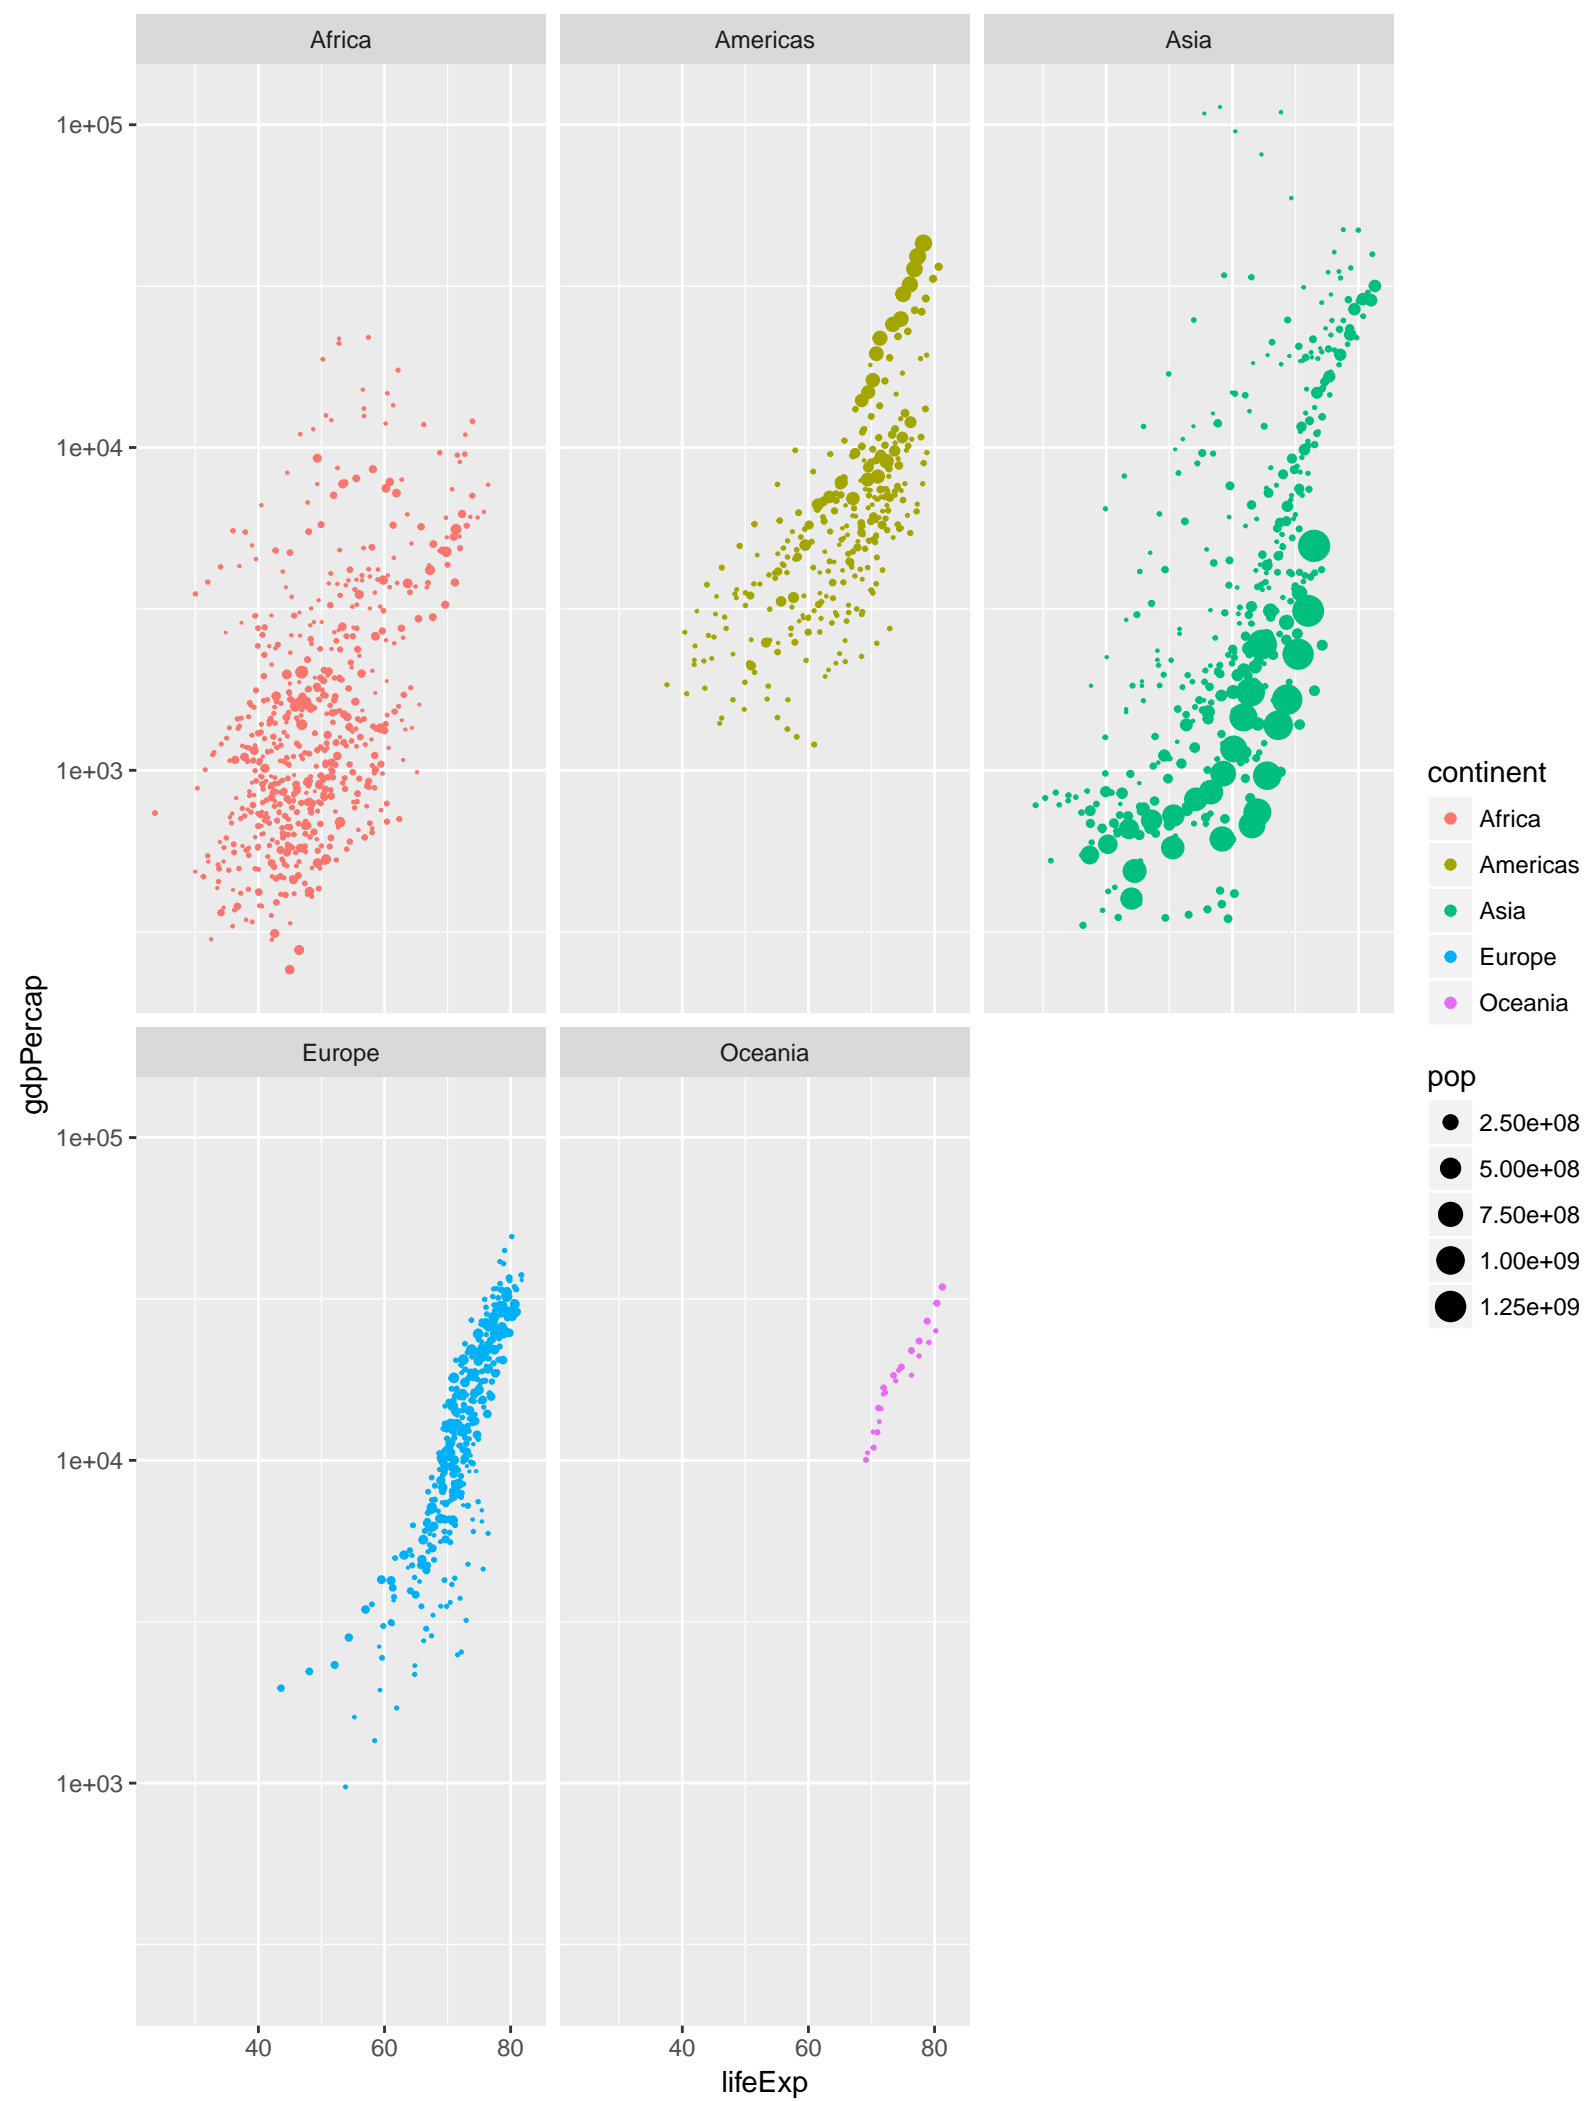 Africa
Americas
Asia
1e+05
1e+04
1e+03
Europe
Oceania
1e+05
1e+04
1e+03
40
60
80
40
60
80
lifeExp
gdpPercap
continent
Africa
Americas
Asia
Europe
Oceania
pop
2.50e+08
5.00e+08
7.50e+08
1.00e+09
1.25e+09